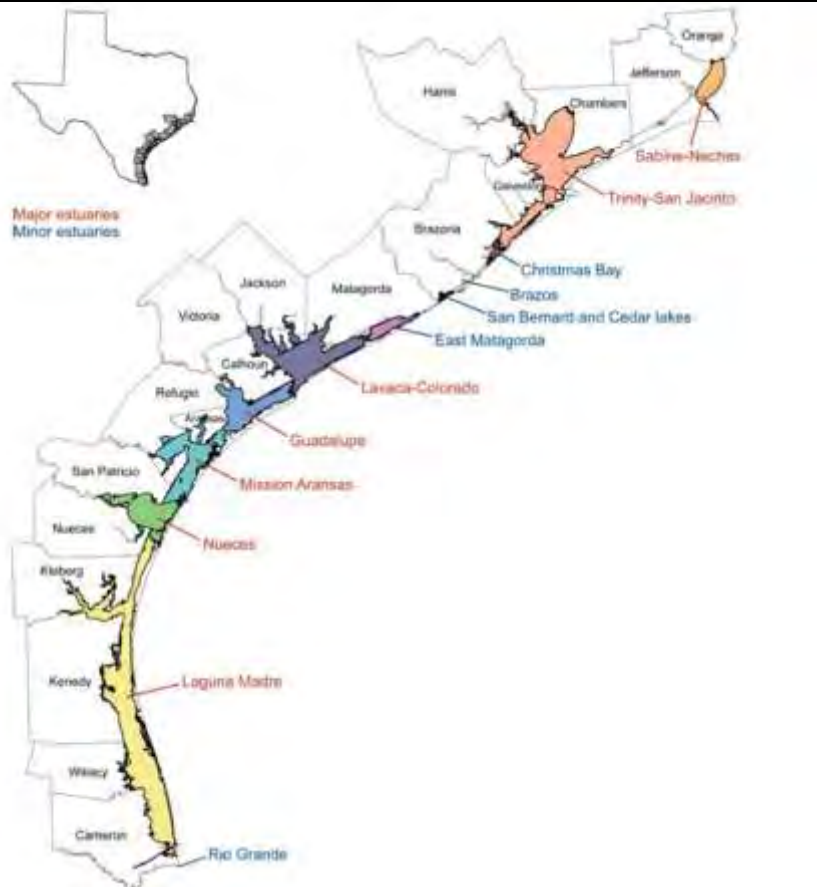 Orange
Jefferson
Harris
Chambers
Sabine-Neches
Galveston
Trinity-San Jacinto
Major estuaries
Minor estuaries
Brazoria
Christmas Bay
Jackson
Matagorda
Brazos
San Bernard and Cedar lakes
Victoria
East Matagorda
Calhoun
Lavaca-Colorado
Refugio
Aransas
Guadalupe
San Patricio
Mission Aransas
Nueces
Nueces
Kleberg
Kenedy
Laguna Madre
Willacy
Cameron
Rio Grande